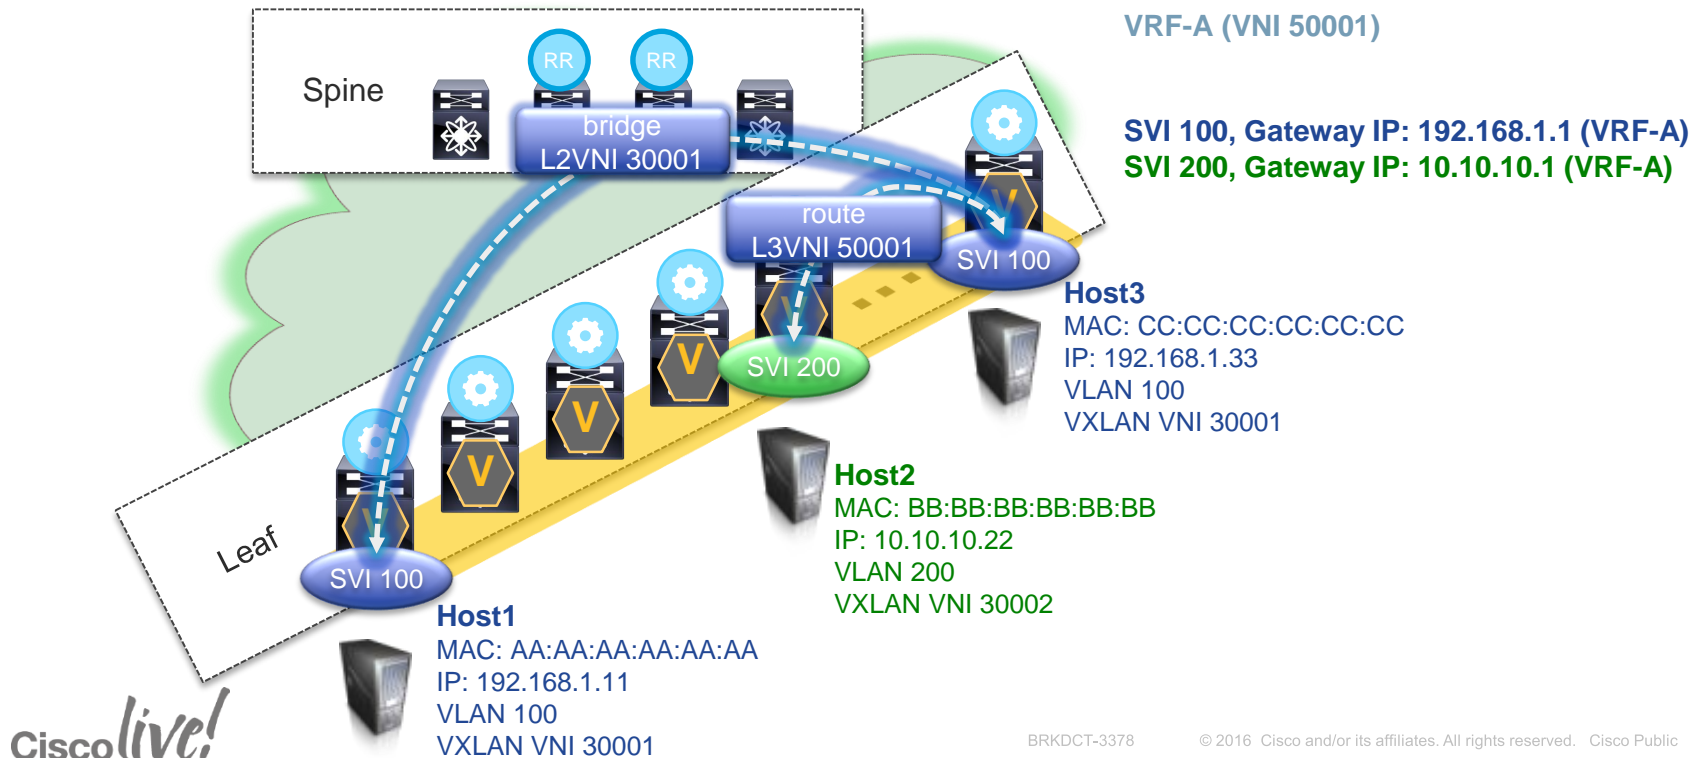 VRF-A (VNI 50001)
RR
RR
Spine
bridge
L2VNI 30001
SVI 100, Gateway IP: 192.168.1.1 (VRF-A)
SVI 200, Gateway IP: 10.10.10.1 (VRF-A)
V
route
L3VNI 50001
SVI 100
Host3
MAC: CC:CC:CC:CC:CC:CC
IP: 192.168.1.33
VLAN 100
VXLAN VNI 30001
V
V
SVI 200
V
V
V
Host2
MAC: BB:BB:BB:BB:BB:BB
IP: 10.10.10.22
VLAN 200
VXLAN VNI 30002
Leaf
SVI 100
Host1
MAC: AA:AA:AA:AA:AA:AA
IP: 192.168.1.11
VLAN 100
VXLAN VNI 30001
Cisco live!
BRKDCT-3378
© 2016 Cisco and/or its affiliates. All rights reserved. Cisco Public